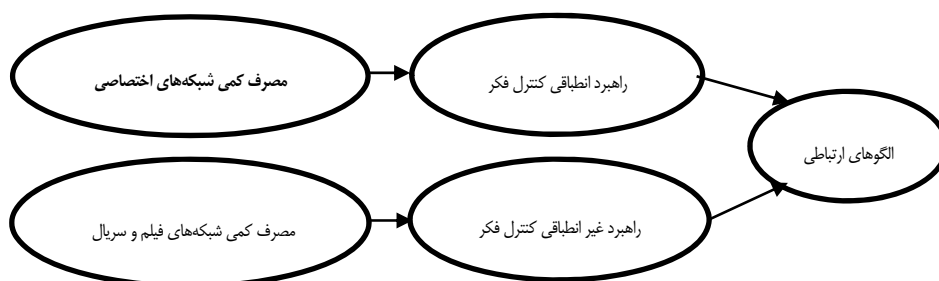 مصرف کمی شبکه‌های اختصاصی
راهبرد انطباقی کنترل فکر
الگوهای ارتباطی
مصرف کمی شبکه‌های فیلم و سریال
راهبرد غیر انطباقی کنترل فکر